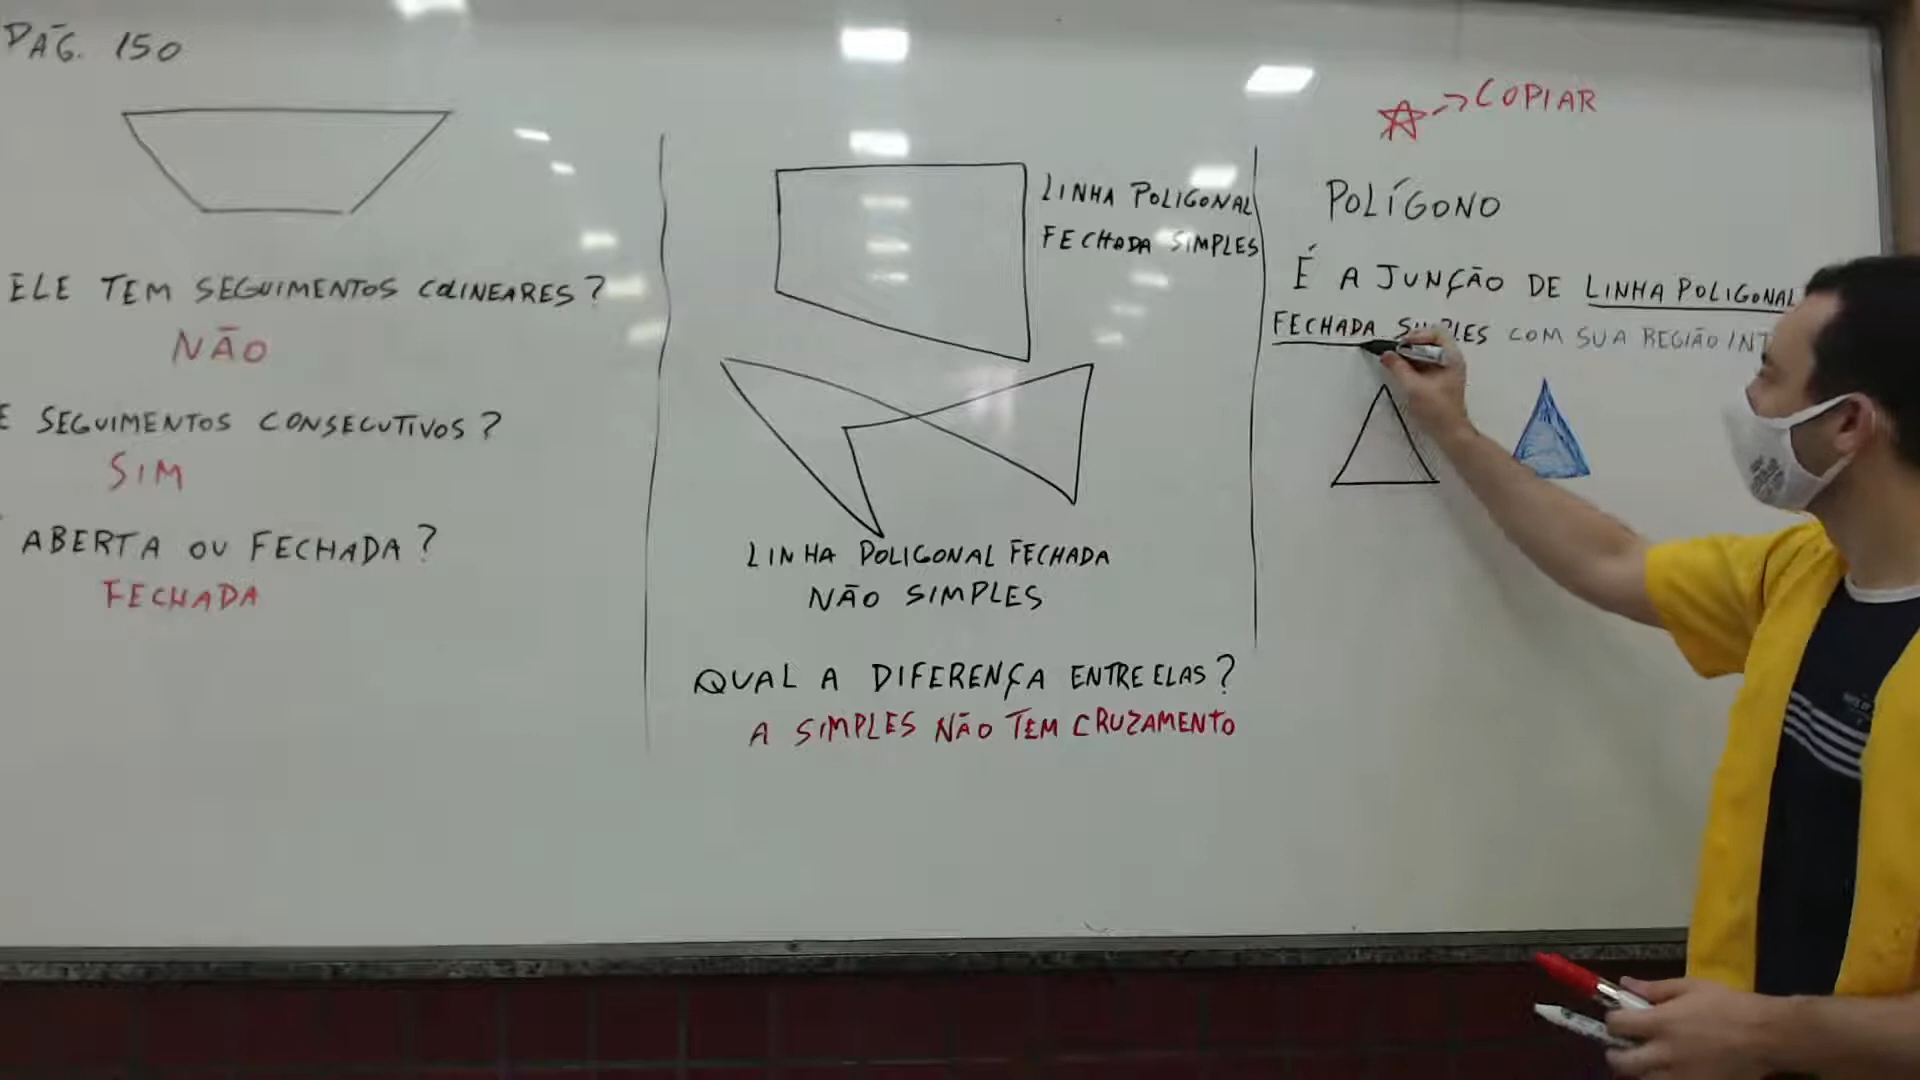 PÁG. 150
ELE TEM SEGUIMENTOS COLINEARES?
NÃO
E SEGUIMENTOS CONSECUTIVOS?
SIM
ABERTA OU FECHADA?
FECHADA
LINHA POLIGONAL
FECHADA SIMPLES
LINHA POLIGONAL FECHADA
NÃO SIMPLES
QUAL A DIFERENÇA ENTRE ELAS?
A SIMPLES NÃO TEM CRUZAMENTO
COPIAR
POLÍGONO
É A JUNÇÃO DE LINHA POLIGONAL
FECHADA SIMPLES COM SUA REGIÃO INT